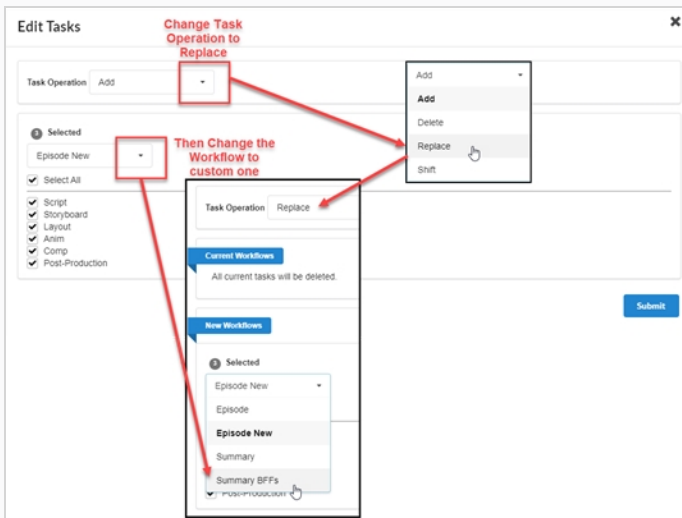 Edit Tasks
Change Task
Operation to
Replace
Task Operation Add
Add
Add
Delete
Replace
Shift
3 Selected
Episode New
Select All
Script
Storyboard
Layout
Anim
Comp
Post-Production
Then Change the
Workflow to
custom one
Task Operation Replace
Current Workflows
All current tasks will be deleted.
New Workflows
3 Selected
Episode New
Episode
Episode New
Summary
Summary BFFs
Post-Production
Submit